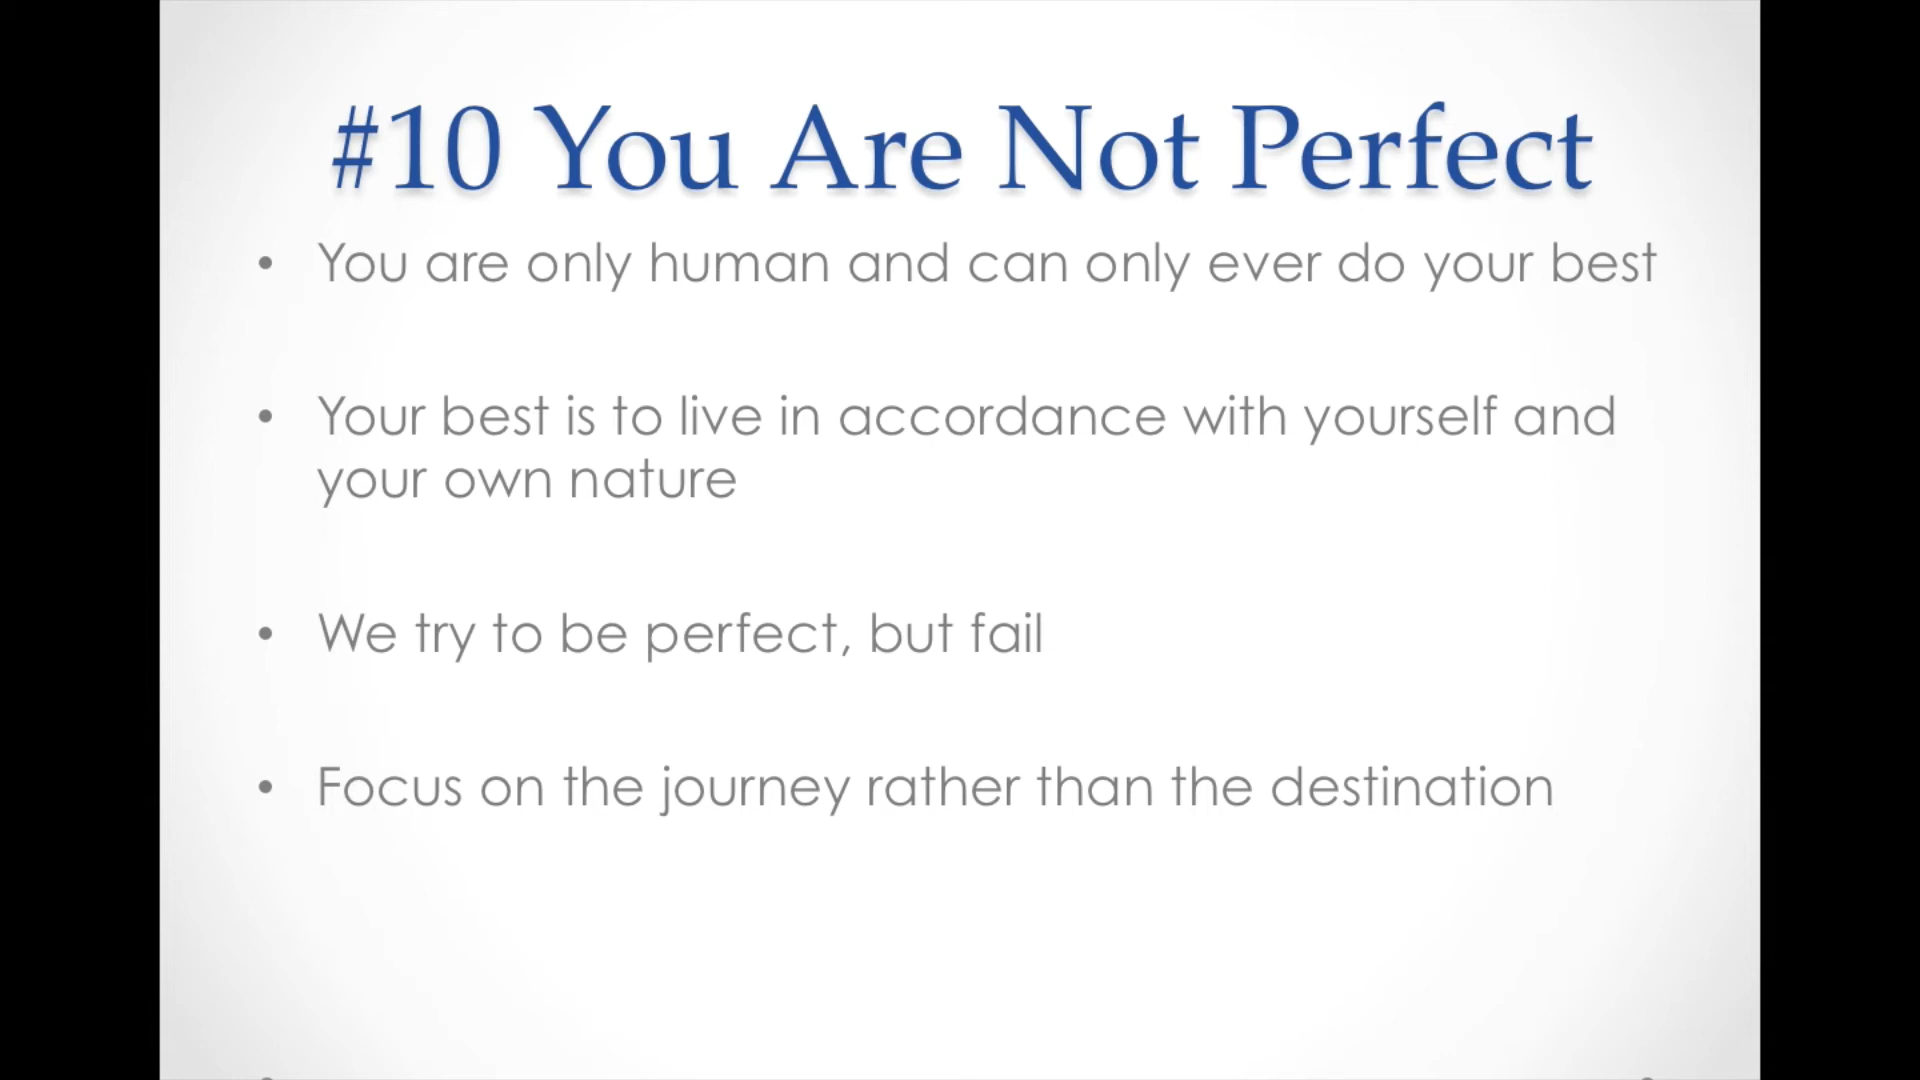 #10 You Are Not Perfect
• You are only human and can only ever do your best
• Your best is to live in accordance with yourself and
your own nature
• We try to be perfect, but fail
• Focus on the journey rather than the destination